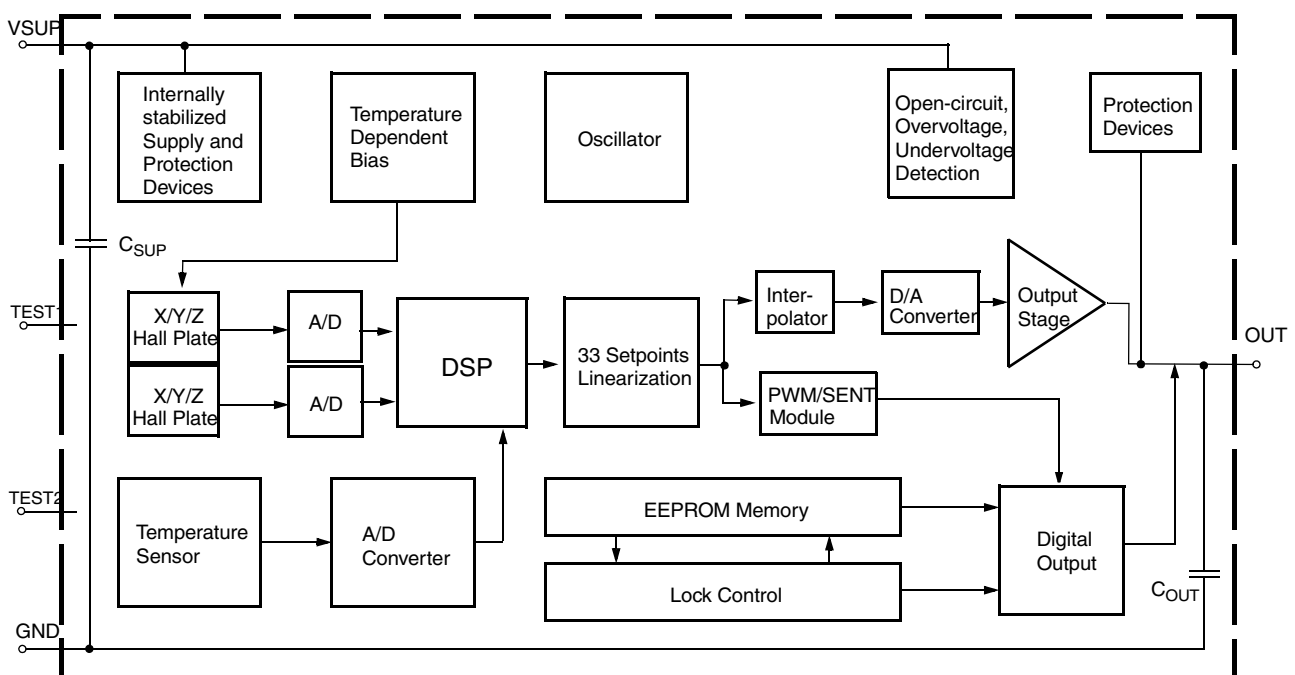 VSUP
Internally
stabilized
Supply and
Protection
Devices
Temperature
Dependent
Bias
Oscillator
Open-circuit,
Overvoltage,
Undervoltage
Detection
Protection
Devices
CSUP
TEST1
X/Y/Z
Hall Plate
A/D
X/Y/Z
Hall Plate
A/D
DSP
33 Setpoints
Linearization
Inter-
polator
D/A
Converter
Output
Stage
OUT
PWM/SENT
Module
TEST2
Temperature
Sensor
A/D
Converter
EEPROM Memory
Lock Control
Digital
Output
COUT
GND